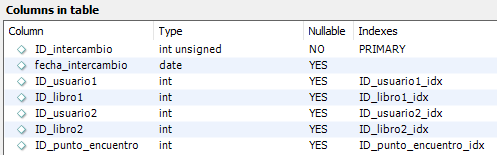 Columns in table
Column Type Nullable Indexes
ID_intercambio int unsigned NO PRIMARY
fecha_intercambio date YES
ID_usuario1 int YES ID_usuario1_idx
ID_libro1 int YES ID_libro1_idx
ID_usuario2 int YES ID_usuario2_idx
ID_libro2 int YES ID_libro2_idx
ID_punto_encuentro int YES ID_punto_encuentro_idx